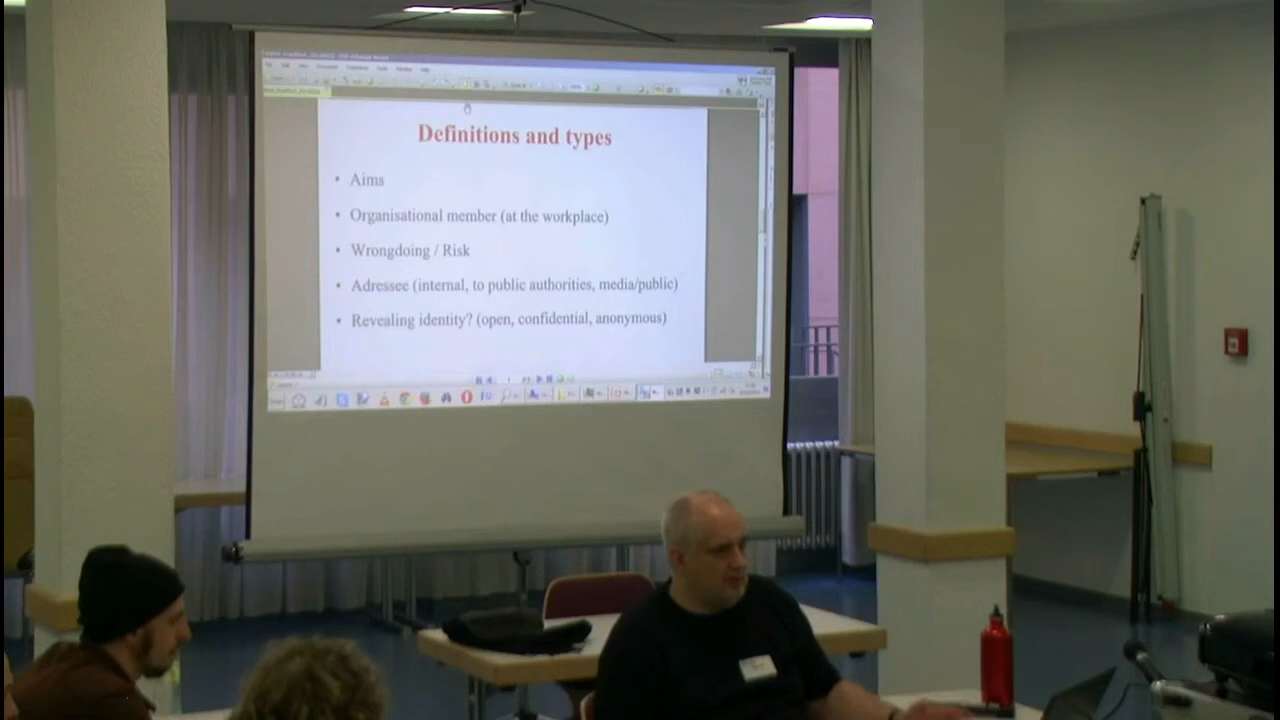 Definitions and types
• Aims
• Organisational member (at the workplace)
• Wrongdoing / Risk
• Adressee (internal, to public authorities, media/public)
• Revealing identity? (open, confidential, anonymous)